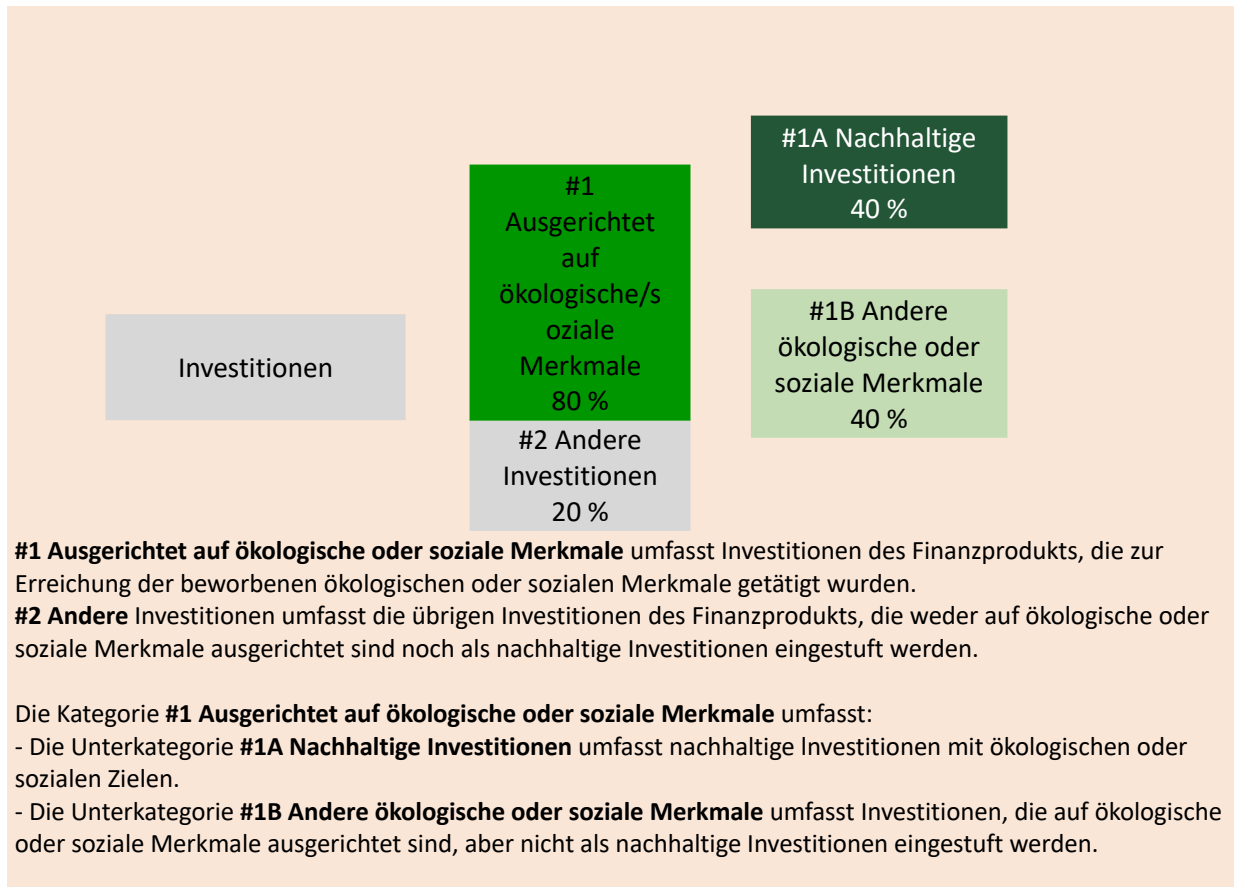 #1A Nachhaltige
Investitionen
40 %
#1
Ausgerichtet
auf
ökologische/s
oziale
Merkmale
80 %
#1B Andere
ökologische oder
soziale Merkmale
40 %
Investitionen
#2 Andere
Investitionen
20 %
#1 Ausgerichtet auf ökologische oder soziale Merkmale umfasst Investitionen des Finanzprodukts, die zur
Erreichung der beworbenen ökologischen oder sozialen Merkmale getätigt wurden.
#2 Andere Investitionen umfasst die übrigen Investitionen des Finanzprodukts, die weder auf ökologische oder
soziale Merkmale ausgerichtet sind noch als nachhaltige Investitionen eingestuft werden.
Die Kategorie #1 Ausgerichtet auf ökologische oder soziale Merkmale umfasst:
- Die Unterkategorie #1A Nachhaltige Investitionen umfasst nachhaltige Investitionen mit ökologischen oder
sozialen Zielen.
- Die Unterkategorie #1B Andere ökologische oder soziale Merkmale umfasst Investitionen, die auf ökologische
oder soziale Merkmale ausgerichtet sind, aber nicht als nachhaltige Investitionen eingestuft werden.